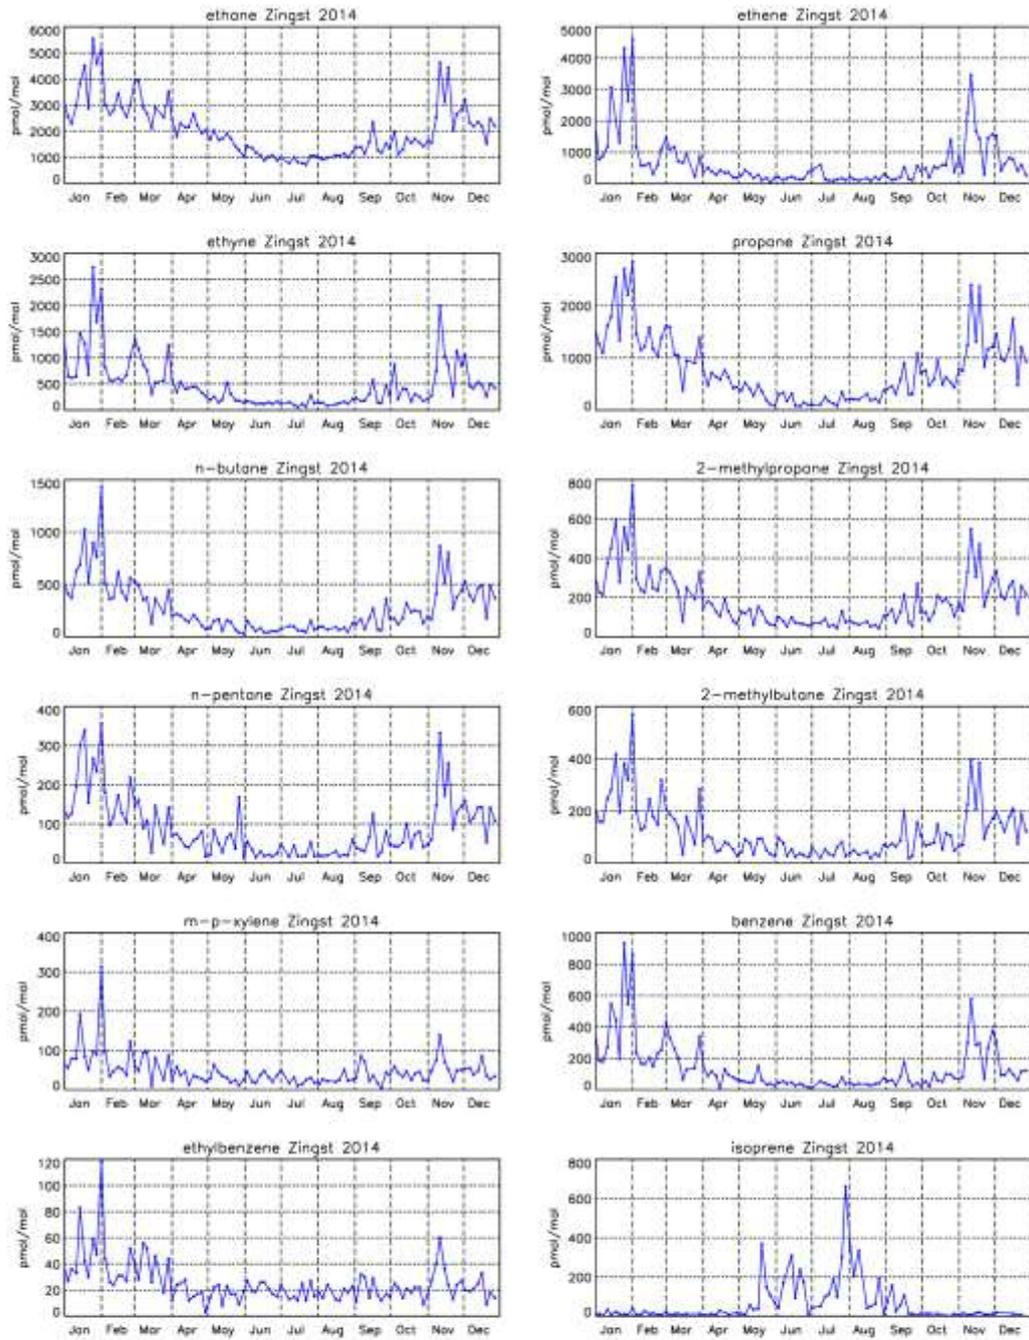 ethane Zingst 2014
pmol/mol
6000
5000
4000
3000
2000
1000
0
Jan Feb Mar Apr May Jun Jul Aug Sep Oct Nov Dec
ethene Zingst 2014
pmol/mol
5000
4000
3000
2000
1000
0
Jan Feb Mar Apr May Jun Jul Aug Sep Oct Nov Dec
ethyne Zingst 2014
pmol/mol
3000
2500
2000
1500
1000
500
0
Jan Feb Mar Apr May Jun Jul Aug Sep Oct Nov Dec
propane Zingst 2014
pmol/mol
3000
2000
1000
0
Jan Feb Mar Apr May Jun Jul Aug Sep Oct Nov Dec
n-butane Zingst 2014
pmol/mol
1500
1000
500
0
Jan Feb Mar Apr May Jun Jul Aug Sep Oct Nov Dec
2-methylpropane Zingst 2014
pmol/mol
800
600
400
200
0
Jan Feb Mar Apr May Jun Jul Aug Sep Oct Nov Dec
n-pentane Zingst 2014
pmol/mol
400
300
200
100
0
Jan Feb Mar Apr May Jun Jul Aug Sep Oct Nov Dec
2-methylbutane Zingst 2014
pmol/mol
600
400
200
0
Jan Feb Mar Apr May Jun Jul Aug Sep Oct Nov Dec
m-p-xylene Zingst 2014
pmol/mol
400
300
200
100
0
Jan Feb Mar Apr May Jun Jul Aug Sep Oct Nov Dec
benzene Zingst 2014
pmol/mol
1000
800
600
400
200
0
Jan Feb Mar Apr May Jun Jul Aug Sep Oct Nov Dec
ethylbenzene Zingst 2014
pmol/mol
120
100
80
60
40
20
0
Jan Feb Mar Apr May Jun Jul Aug Sep Oct Nov Dec
isoprene Zingst 2014
pmol/mol
800
600
400
200
0
Jan Feb Mar Apr May Jun Jul Aug Sep Oct Nov Dec